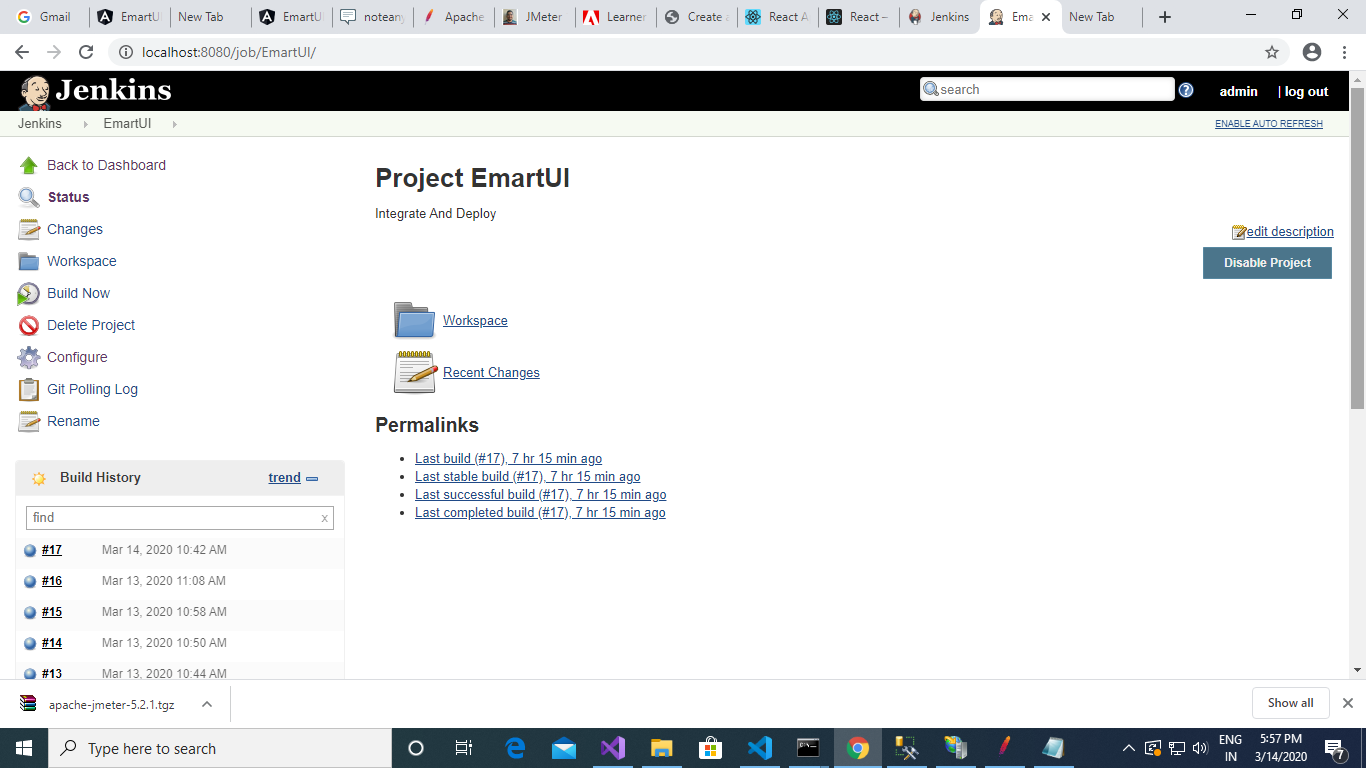 Gmail EmartUI New Tab EmartUI noteany Apache JMeter Learner Create a React A React – Jenkins Ema New Tab
localhost:8080/job/EmartUI/
Jenkins search admin | log out
Jenkins EmartUI ENABLE AUTO REFRESH
Back to Dashboard
Status
Changes
Workspace
Build Now
Delete Project
Configure
Git Polling Log
Rename
Project EmartUI
Integrate And Deploy
edit description
Disable Project
Workspace
Recent Changes
Permalinks
Last build (#17), 7 hr 15 min ago
Last stable build (#17), 7 hr 15 min ago
Last successful build (#17), 7 hr 15 min ago
Last completed build (#17), 7 hr 15 min ago
Build History trend
find x
#17 Mar 14, 2020 10:42 AM
#16 Mar 13, 2020 11:08 AM
#15 Mar 13, 2020 10:58 AM
#14 Mar 13, 2020 10:50 AM
#13 Mar 13, 2020 10:44 AM
apache-jmeter-5.2.1.tgz Show all
Type here to search
ENG 5:57 PM
IN 3/14/2020 7